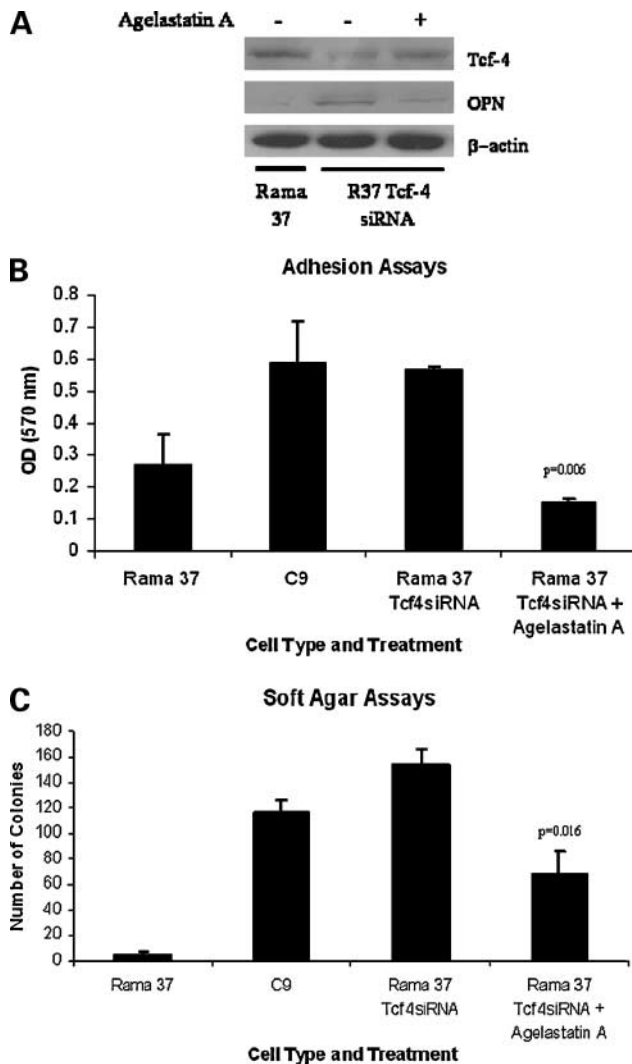 A
Agelastatin A - - +
Tcf-4
OPN
β-actin
Rama
37
R37 Tcf-4
siRNA
B
Adhesion Assays
0.8
0.7
0.6
0.5
0.4
0.3
0.2
0.1
0
OD (570 nm)
p=0.006
Rama 37
C9
Rama 37
Tcf4siRNA
Rama 37
Tcf4siRNA +
Agelastatin A
Cell Type and Treatment
C
Soft Agar Assays
180
160
140
120
100
80
60
40
20
0
Number of Colonies
p=0.016
Rama 37
C9
Rama 37
Tcf4siRNA
Rama 37
Tcf4siRNA +
Agelastatin A
Cell Type and Treatment